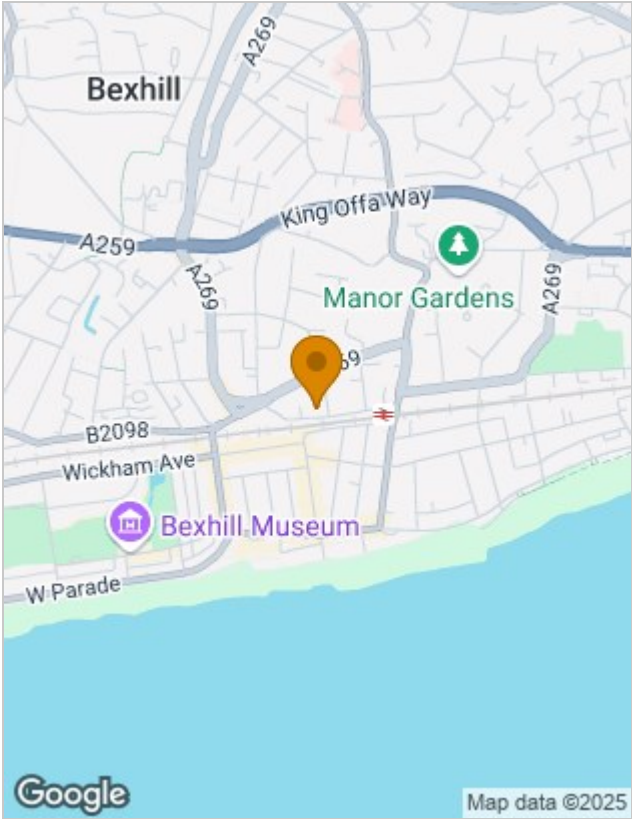 A269
Bexhill
King Offa Way
A259
A269
A269
Manor Gardens
69
B2098
Wickham Ave
Bexhill Museum
W Parade
Google
Map data ©2025